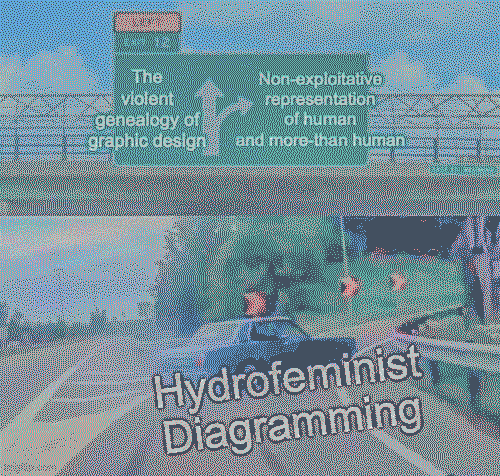 The
violent
genealogy of
graphic design
Non-exploitative
representation
of human
and more-than human
Hydrofeminist
Diagramming